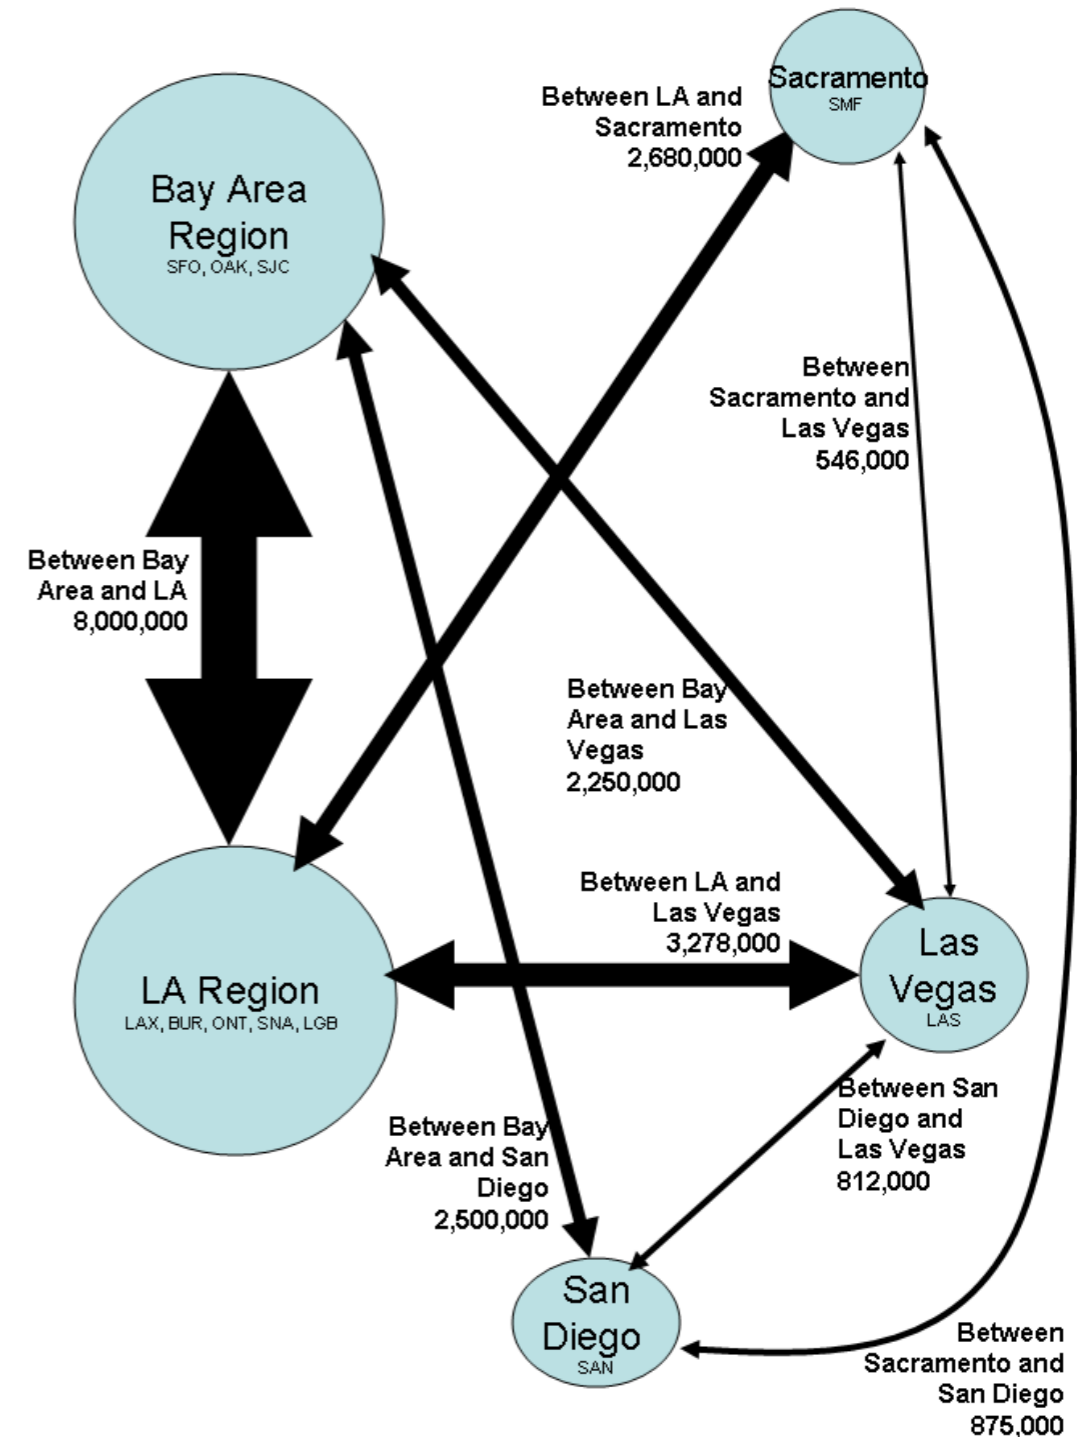 Sacramento
SMF
Between LA and
Sacramento
2,680,000
Bay Area
Region
SFO, OAK, SJC
Between
Sacramento and
Las Vegas
546,000
Between Bay
Area and LA
8,000,000
Between Bay
Area and Las
Vegas
2,250,000
Between LA and
Las Vegas
3,278,000
Las
Vegas
LAS
LA Region
LAX, BUR, ONT, SNA, LGB
Between San
Diego and
Las Vegas
812,000
Between Bay
Area and San
Diego
2,500,000
San
Diego
SAN
Between
Sacramento and
San Diego
875,000